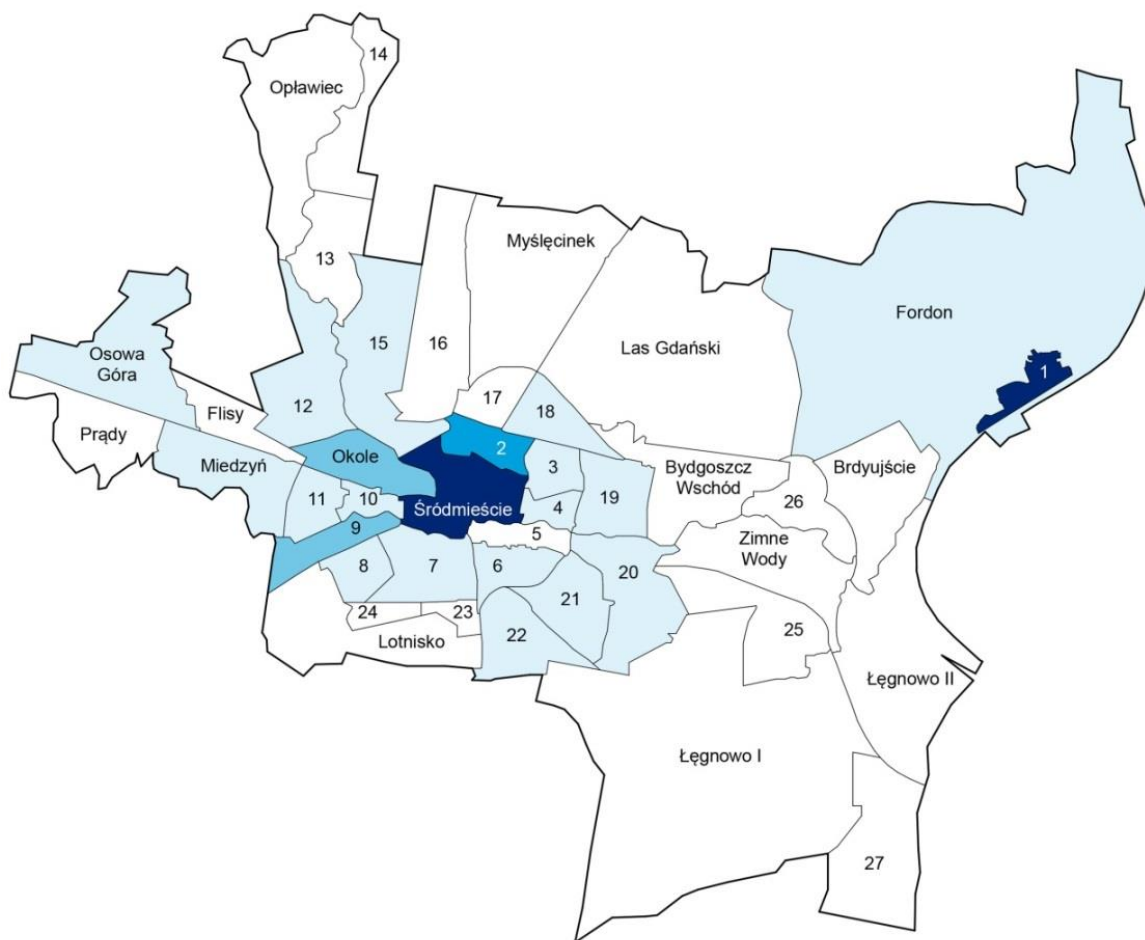 14
Opławiec
13
Myślęcinek
Fordon
16
15
Las Gdański
Osowa
Góra
1
17
Flisy
12
18
Prądy
2
Okole
Miedzyń
3
Bydgoszcz
Wschód
Brdyujście
11
10
19
26
Śródmieście
4
9
5
Zimne
Wody
8
7
6
20
21
24
23
22
25
Lotnisko
Łęgnowo II
Łęgnowo I
27